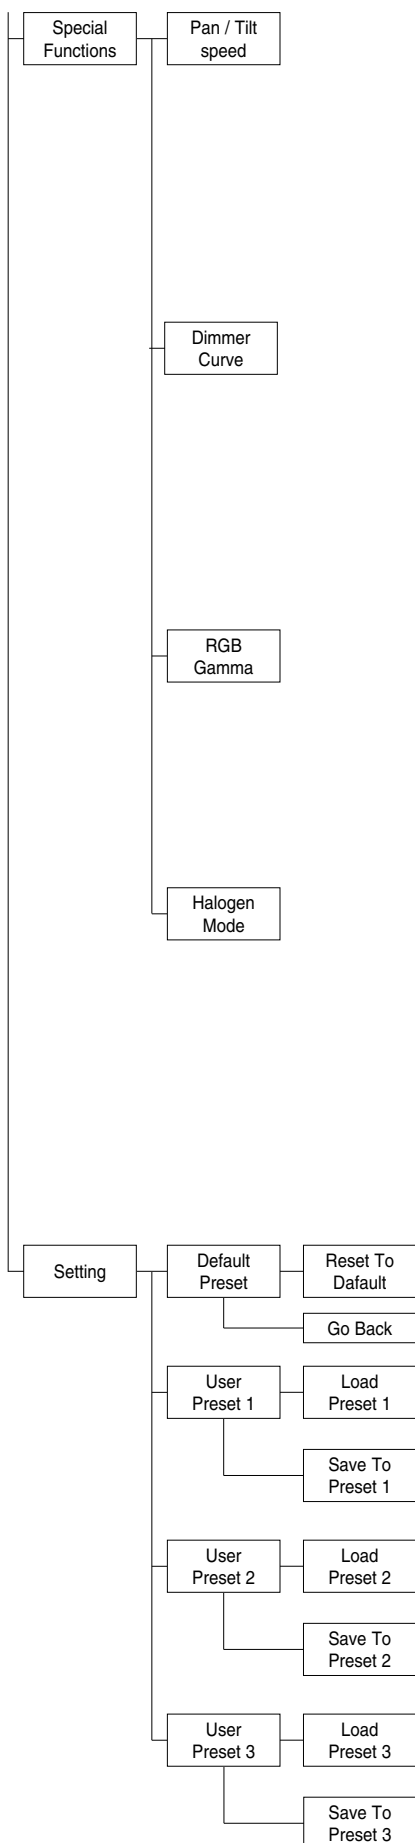 Special
Functions
Pan / Tilt
speed
Dimmer
Curve
RGB
Gamma
Halogen
Mode
Setting
Default
Preset
Reset To
Dafault
Go Back
User
Preset 1
Load
Preset 1
Save To
Preset 1
User
Preset 2
Load
Preset 2
Save To
Preset 2
User
Preset 3
Load
Preset 3
Save To
Preset 3